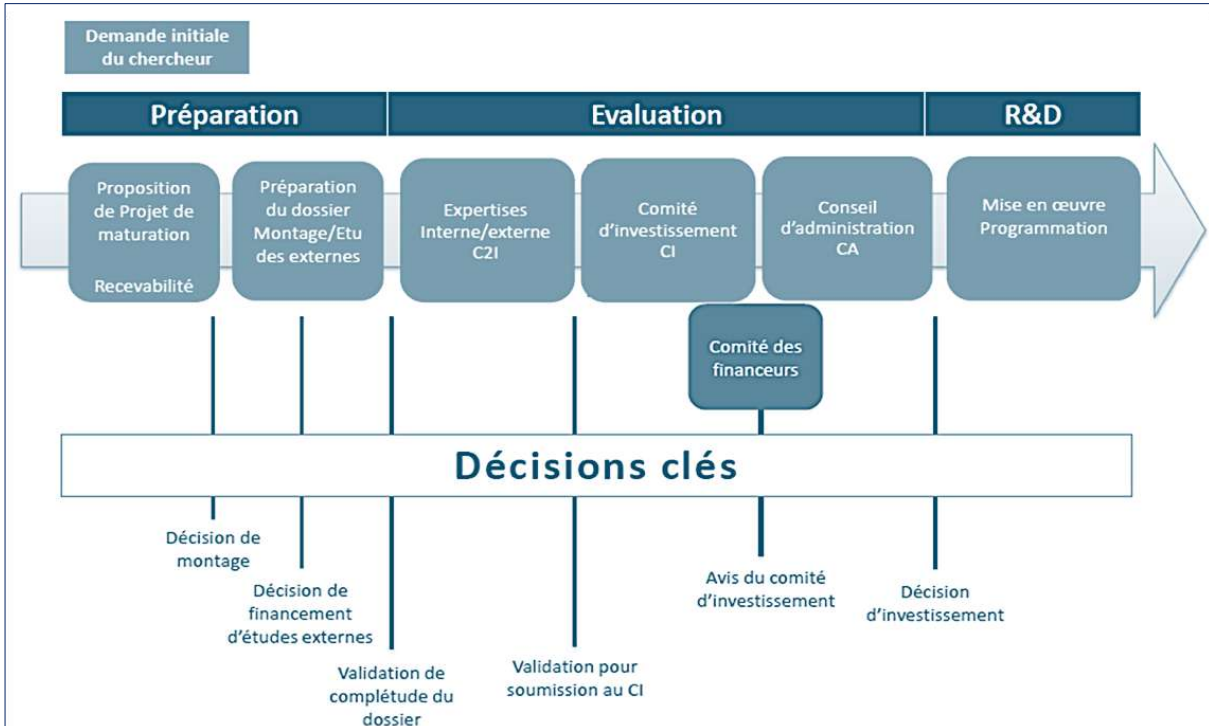 Demande initiale
du chercheur
Préparation
Evaluation
R&D
Proposition
de Projet de
maturation
Recevabilité
Préparation
du dossier
Montage/Etu
des externes
Expertises
Interne/externe
C2I
Comité
d'investissement
CI
Conseil
d'administration
CA
Mise en œuvre
Programmation
Comité des
financeurs
Décisions clés
Décision de
montage
Décision de
financement
d'études externes
Validation de
complétude du
dossier
Validation pour
soumission au CI
Avis du comité
d'investissement
Décision
d'investissement